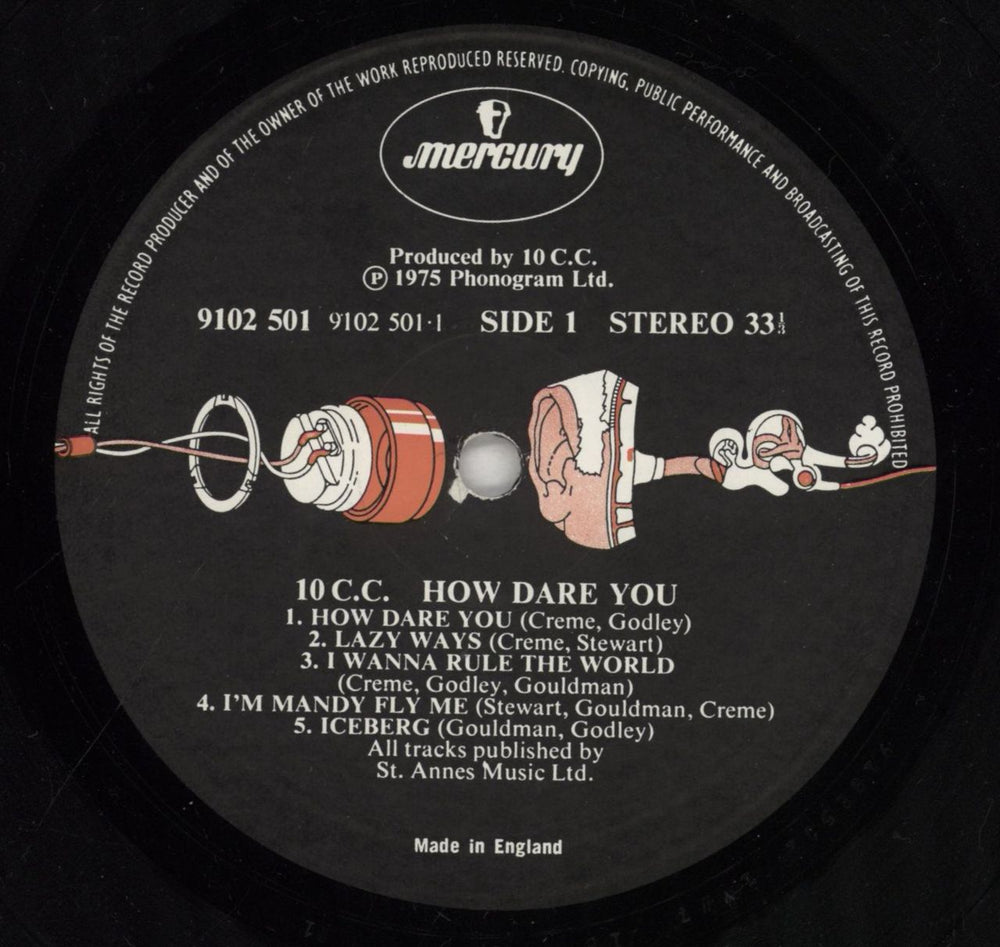 ALL RIGHTS OF THE RECORD PRODUCER AND OF THE OWNER OF THE WORK REPRODUCED RESERVED. COPYING, PUBLIC PERFORMANCE AND BROADCASTING OF THIS RECORD PROHIBITED
mercury
Produced by 10 C.C.
Ⓟ 1975 Phonogram Ltd.
9102 501 9102 501·1 SIDE 1 STEREO 33⅓
10 C.C. HOW DARE YOU
1. HOW DARE YOU (Creme, Godley)
2. LAZY WAYS (Creme, Stewart)
3. I WANNA RULE THE WORLD
(Creme, Godley, Gouldman)
4. I'M MANDY FLY ME (Stewart, Gouldman, Creme)
5. ICEBERG (Gouldman, Godley)
All tracks published by
St. Annes Music Ltd.
Made in England